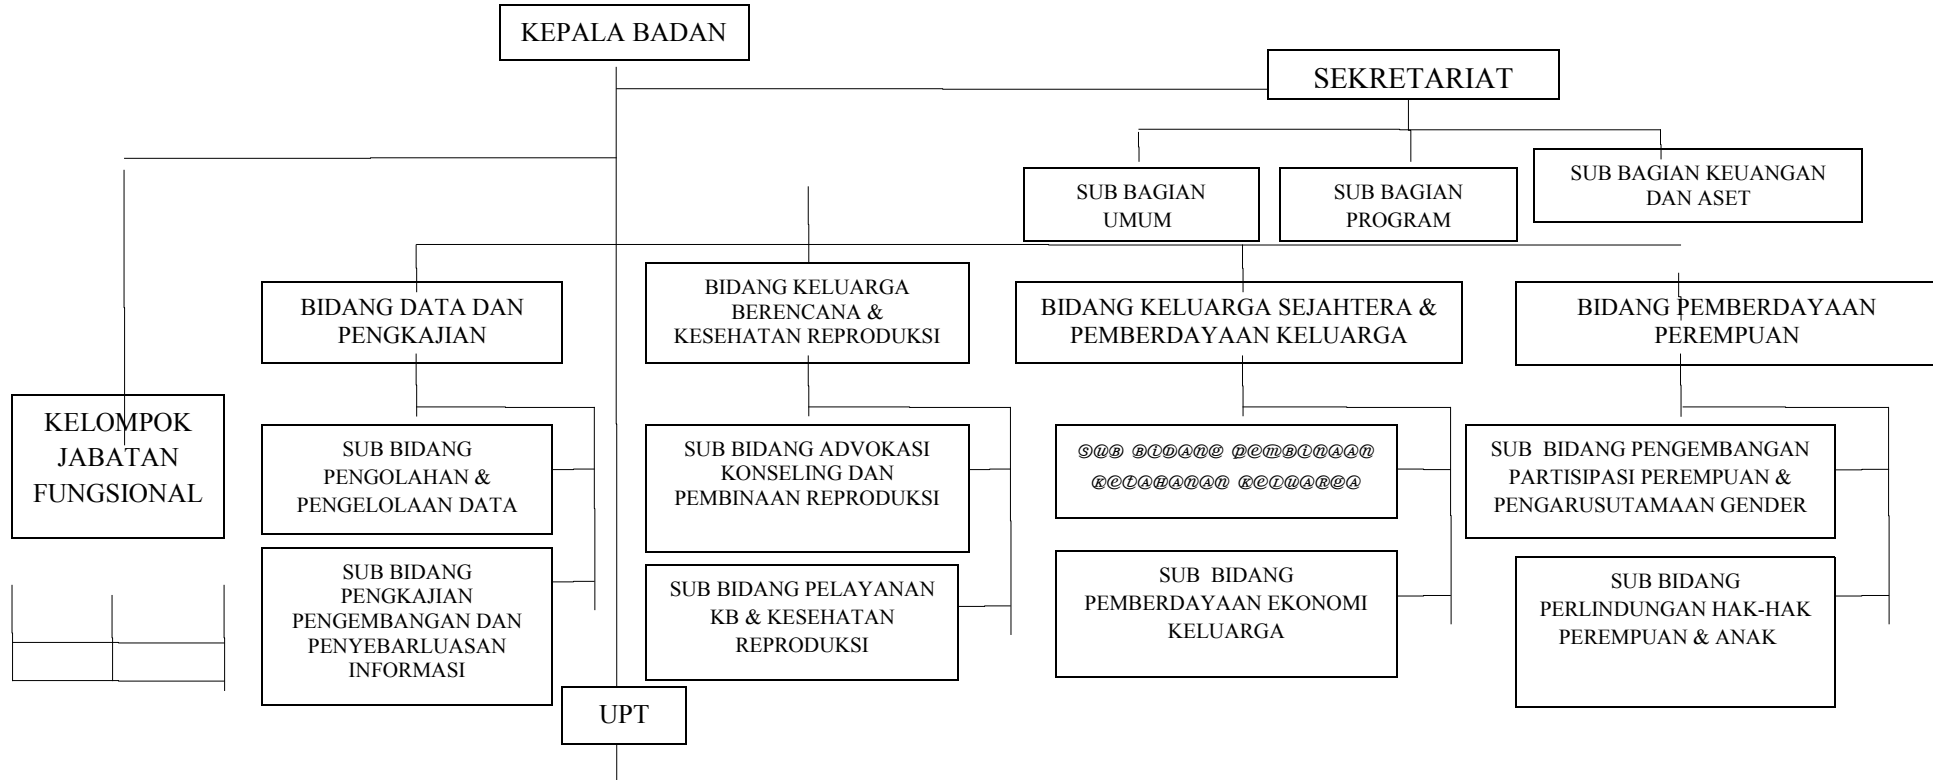 KEPALA BADAN
SEKRETARIAT
SUB BAGIAN
UMUM
SUB BAGIAN
PROGRAM
SUB BAGIAN KEUANGAN
DAN ASET
BIDANG DATA DAN
PENGKAJIAN
BIDANG KELUARGA
BERENCANA &
KESEHATAN REPRODUKSI
BIDANG KELUARGA SEJAHTERA &
PEMBERDAYAAN KELUARGA
BIDANG PEMBERDAYAAN
PEREMPUAN
KELOMPOK
JABATAN
FUNGSIONAL
SUB BIDANG
PENGOLAHAN &
PENGELOLAAN DATA
SUB BIDANG ADVOKASI
KONSELING DAN
PEMBINAAN REPRODUKSI
SUB BIDANG PEMBINAAN
KETAHANAN KELUARGA
SUB BIDANG PENGEMBANGAN
PARTISIPASI PEREMPUAN &
PENGARUSUTAMAAN GENDER
SUB BIDANG
PENGKAJIAN
PENGEMBANGAN DAN
PENYEBARLUASAN
INFORMASI
SUB BIDANG PELAYANAN
KB & KESEHATAN
REPRODUKSI
SUB BIDANG
PEMBERDAYAAN EKONOMI
KELUARGA
SUB BIDANG
PERLINDUNGAN HAK-HAK
PEREMPUAN & ANAK
UPT